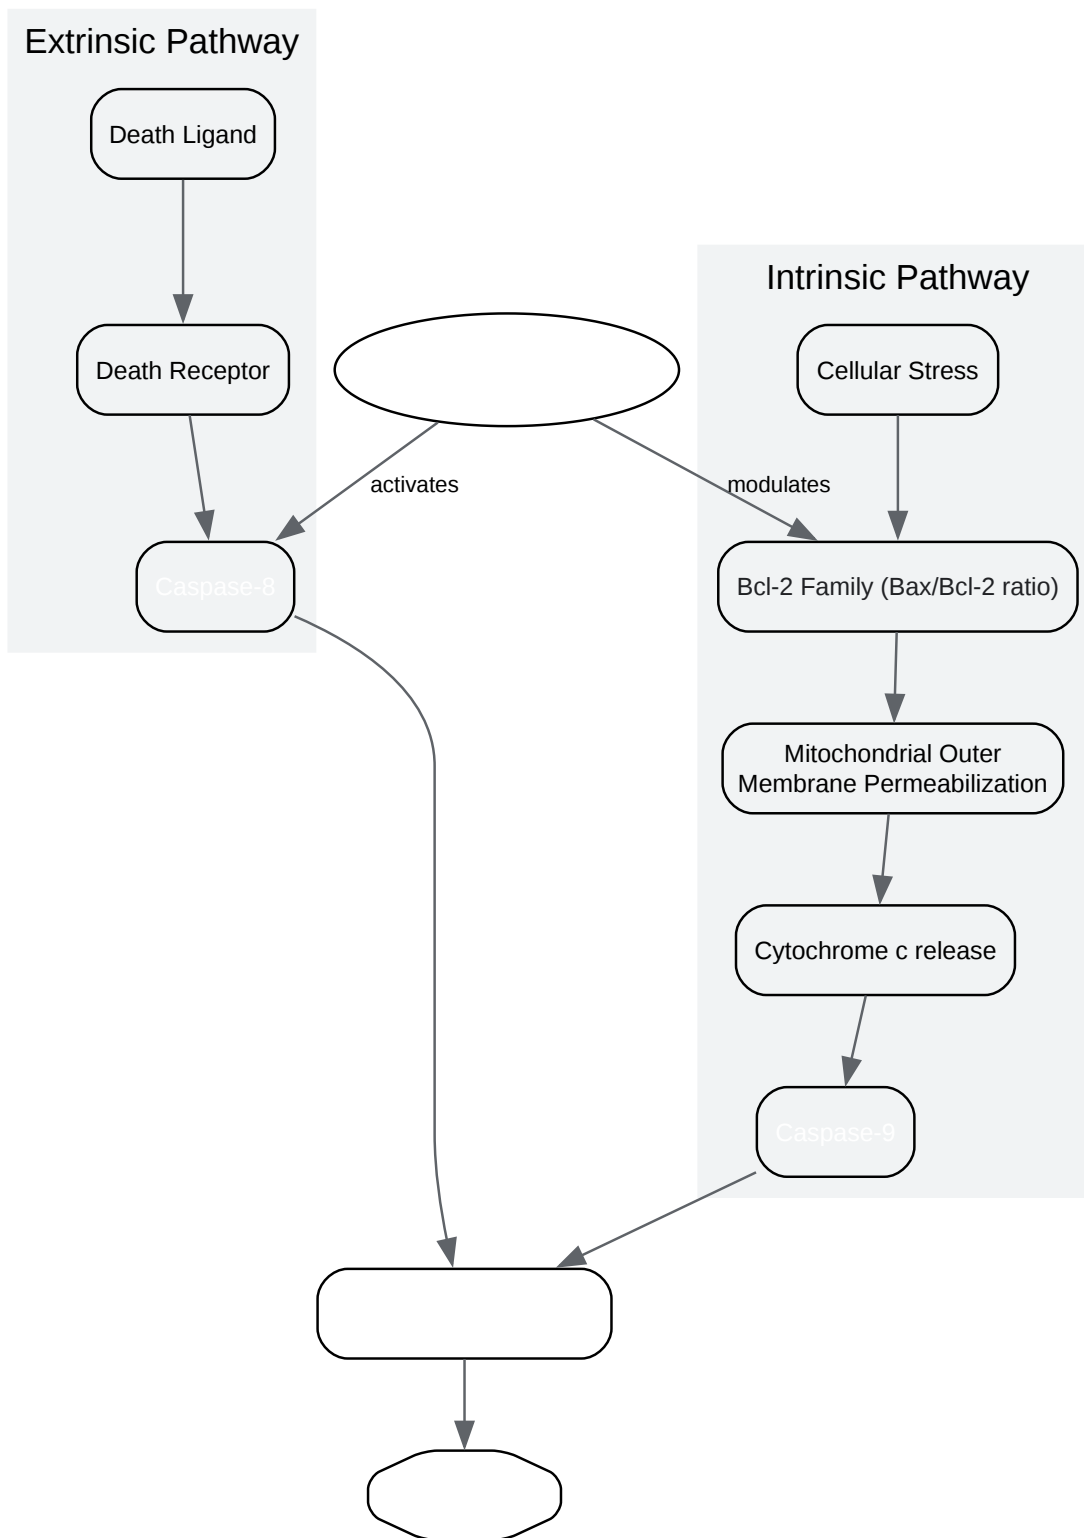 Extrinsic Pathway
Death Ligand
Intrinsic Pathway
Death Receptor
Cellular Stress
activates
modulates
Caspase-8
Bcl-2 Family (Bax/Bcl-2 ratio)
Mitochondrial Outer
Membrane Permeabilization
Cytochrome c release
Caspase-9